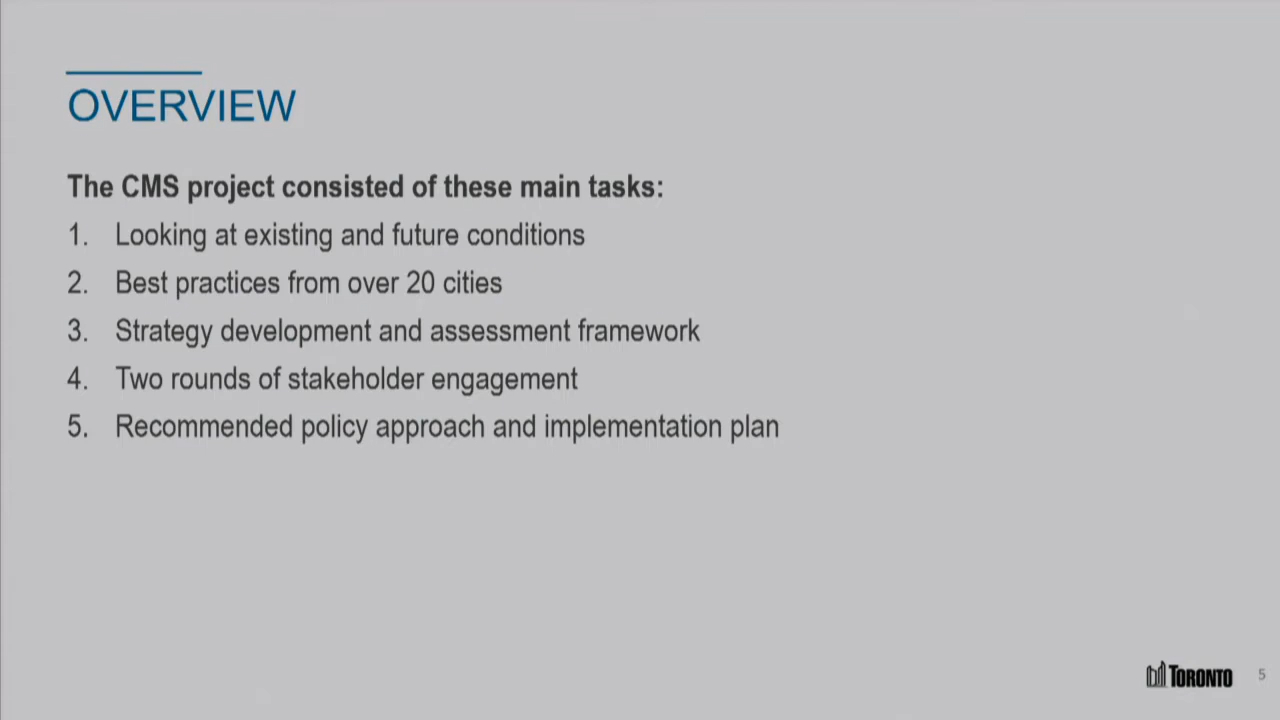 OVERVIEW
The CMS project consisted of these main tasks:
1. Looking at existing and future conditions
2. Best practices from over 20 cities
3. Strategy development and assessment framework
4. Two rounds of stakeholder engagement
5. Recommended policy approach and implementation plan
TORONTO 5